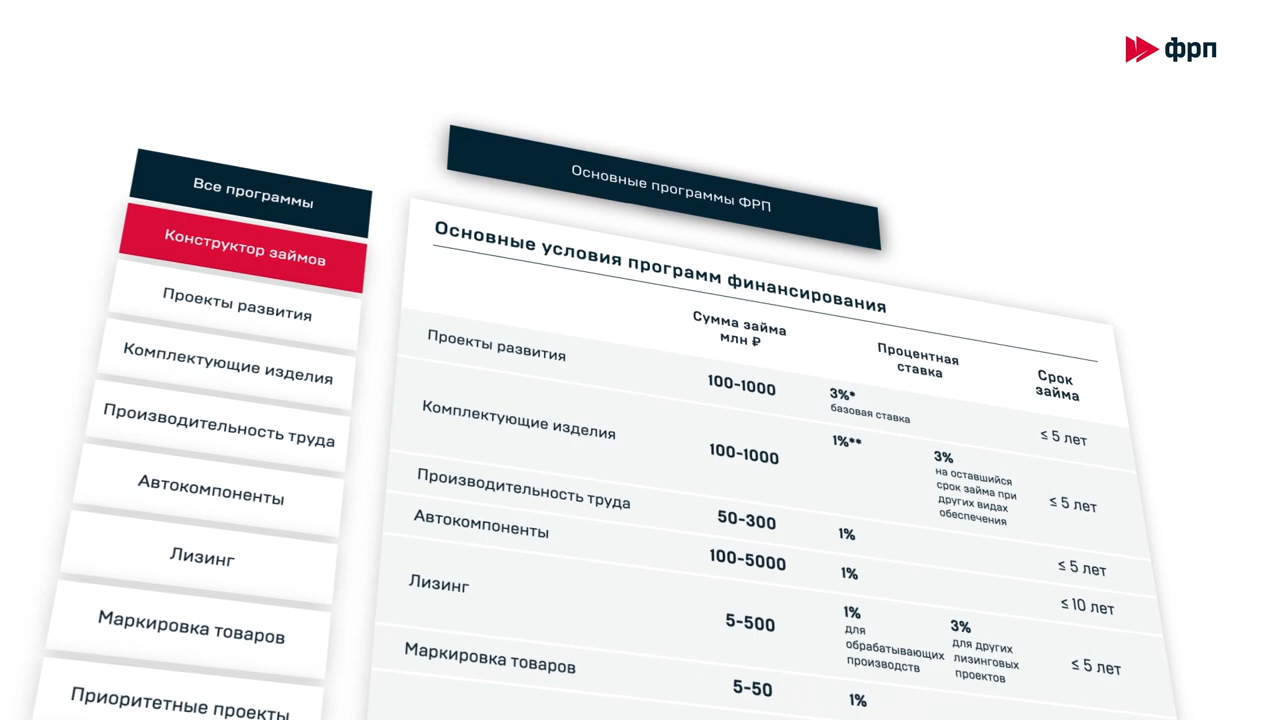 фрп
Все программы
Конструктор займов
Проекты развития
Комплектующие изделия
Производительность труда
Автокомпоненты
Лизинг
Маркировка товаров
Приоритетные проекты
Основные программы ФРП
Основные условия программ финансирования
Сумма займа
млн ₽
Процентная
ставка
Срок
займа
Проекты развития
100-1000
3%*
базовая ставка
≤ 5 лет
Комплектующие изделия
100-1000
1%**
3%
на оставшийся
срок займа при
других видах
обеспечения
≤ 5 лет
Производительность труда
50-300
1%
≤ 5 лет
Автокомпоненты
100-5000
1%
≤ 10 лет
Лизинг
5-500
1%
для
обрабатывающих
производств
3%
для других
лизинговых
проектов
≤ 5 лет
Маркировка товаров
5-50
1%